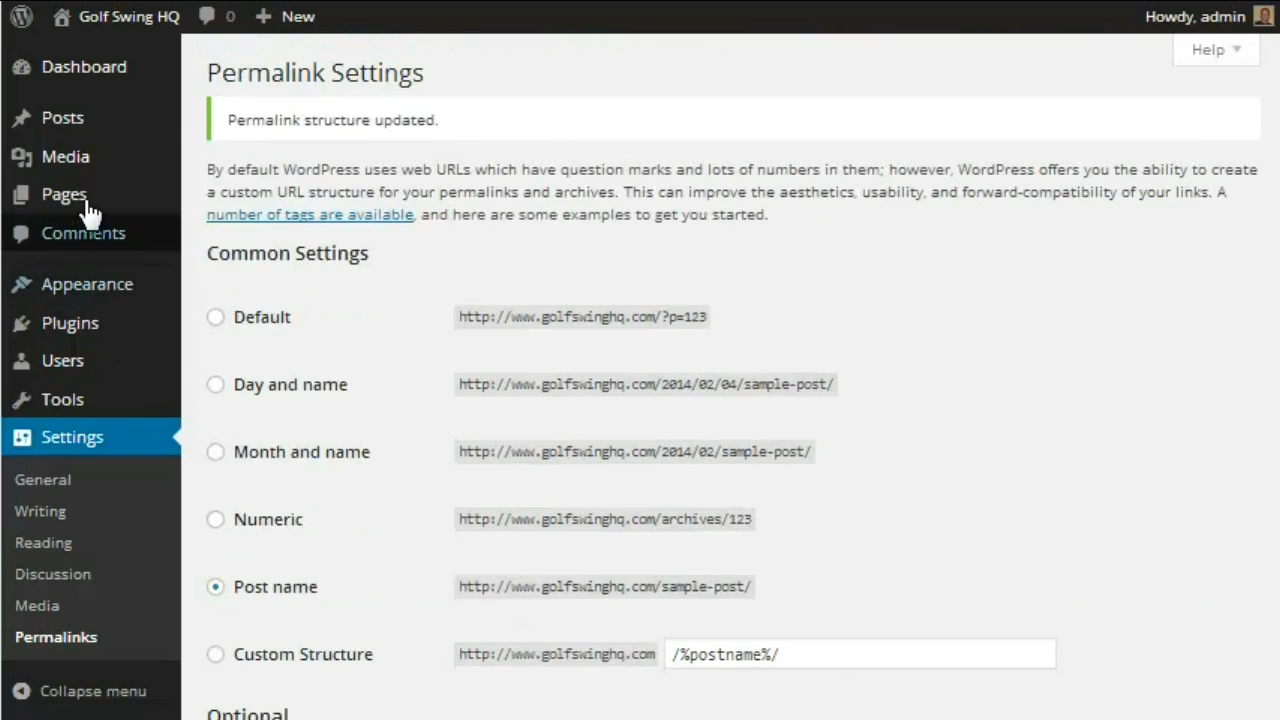 Golf Swing HQ 0 + New Howdy, admin
Help
Dashboard
Posts
Media
Pages
Comments
Appearance
Plugins
Users
Tools
Settings
General
Writing
Reading
Discussion
Media
Permalinks
Collapse menu
Permalink Settings
Permalink structure updated.
By default WordPress uses web URLs which have question marks and lots of numbers in them; however, WordPress offers you the ability to create
a custom URL structure for your permalinks and archives. This can improve the aesthetics, usability, and forward-compatibility of your links. A
number of tags are available, and here are some examples to get you started.
Common Settings
Default http://www.golfswinghq.com/?p=123
Day and name http://www.golfswinghq.com/2014/02/04/sample-post/
Month and name http://www.golfswinghq.com/2014/02/sample-post/
Numeric http://www.golfswinghq.com/archives/123
Post name http://www.golfswinghq.com/sample-post/
Custom Structure http://www.golfswinghq.com /%postname%/
Optional